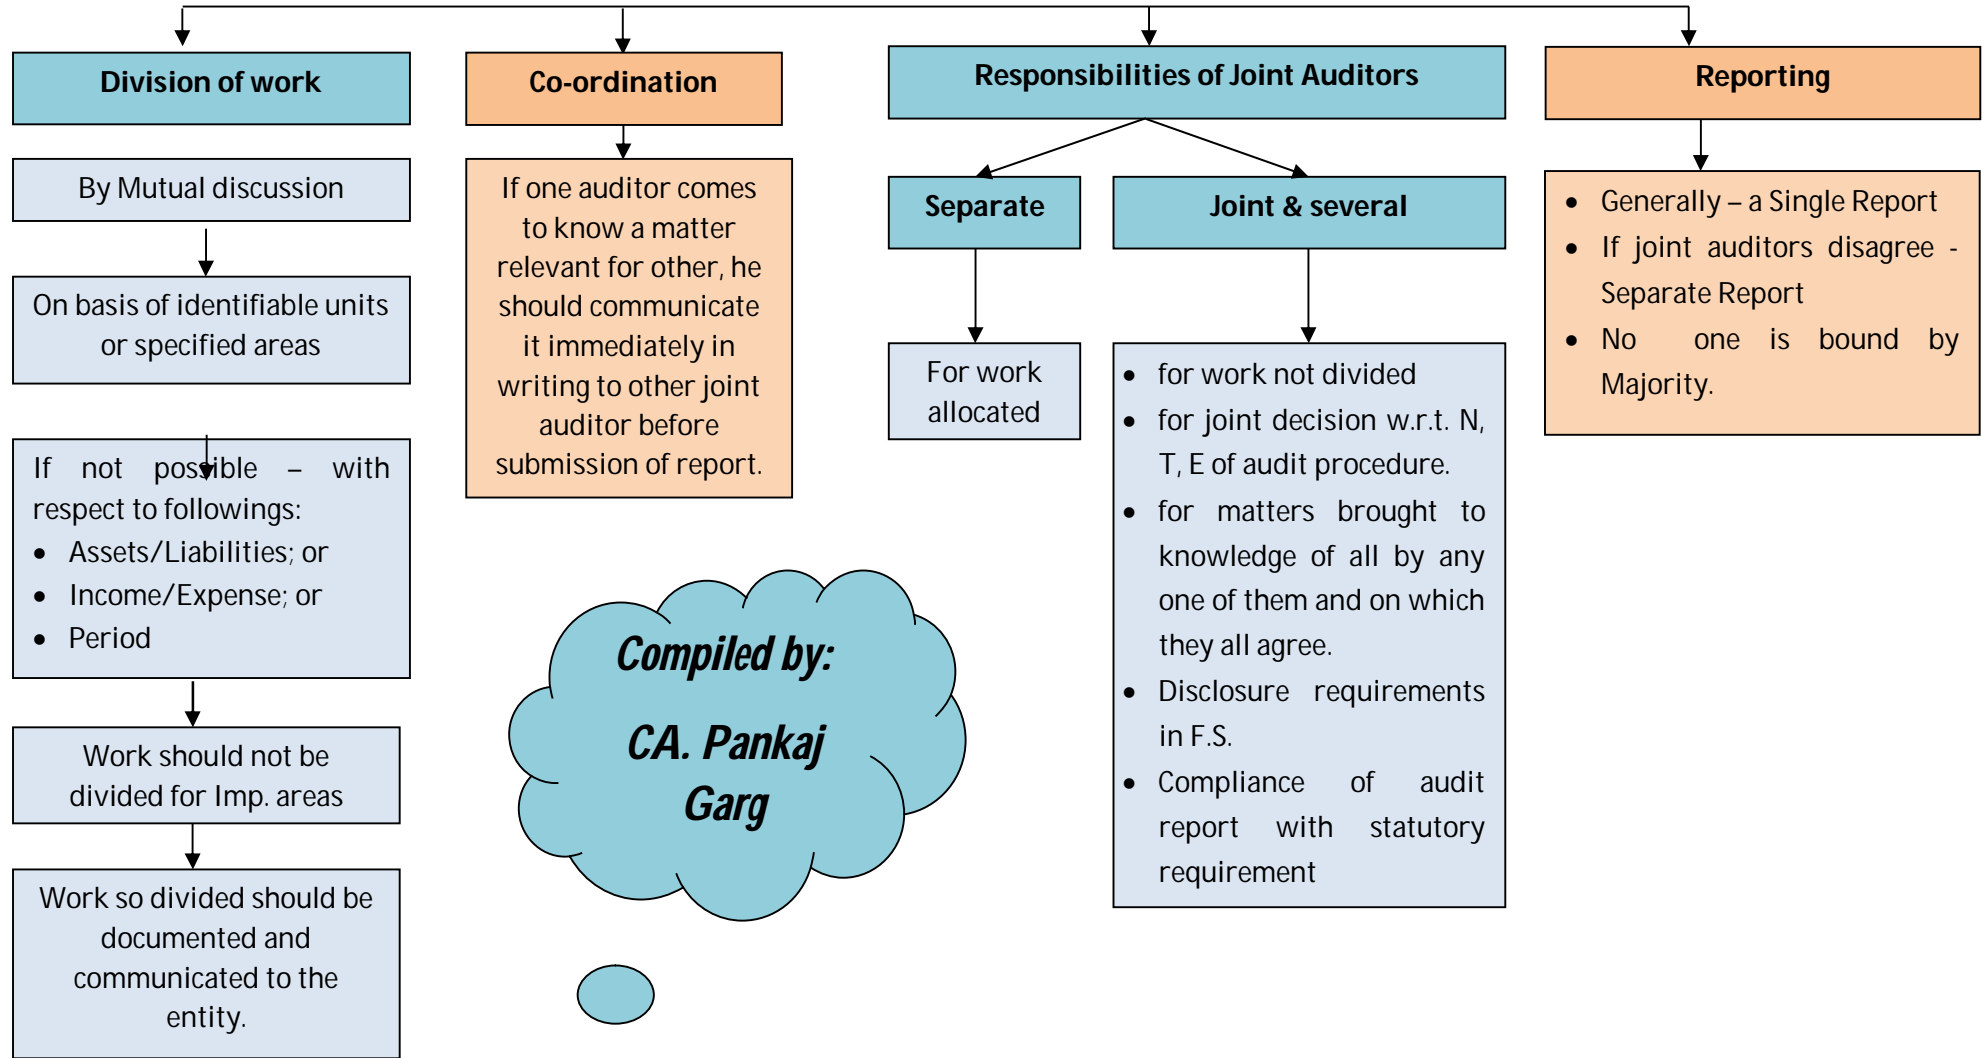 Division of work
By Mutual discussion
On basis of identifiable units
or specified areas
If not possible – with
respect to followings:
• Assets/Liabilities; or
• Income/Expense; or
• Period
Work should not be
divided for Imp. areas
Work so divided should be
documented and
communicated to the
entity.
Co-ordination
If one auditor comes
to know a matter
relevant for other, he
should communicate
it immediately in
writing to other joint
auditor before
submission of report.
Responsibilities of Joint Auditors
Separate
For work
allocated
Joint & several
• for work not divided
• for joint decision w.r.t. N,
T, E of audit procedure.
• for matters brought to
knowledge of all by any
one of them and on which
they all agree.
• Disclosure requirements
in F.S.
• Compliance of audit
report with statutory
requirement
Reporting
• Generally – a Single Report
• If joint auditors disagree -
Separate Report
• No one is bound by
Majority.
Compiled by:
CA. Pankaj
Garg